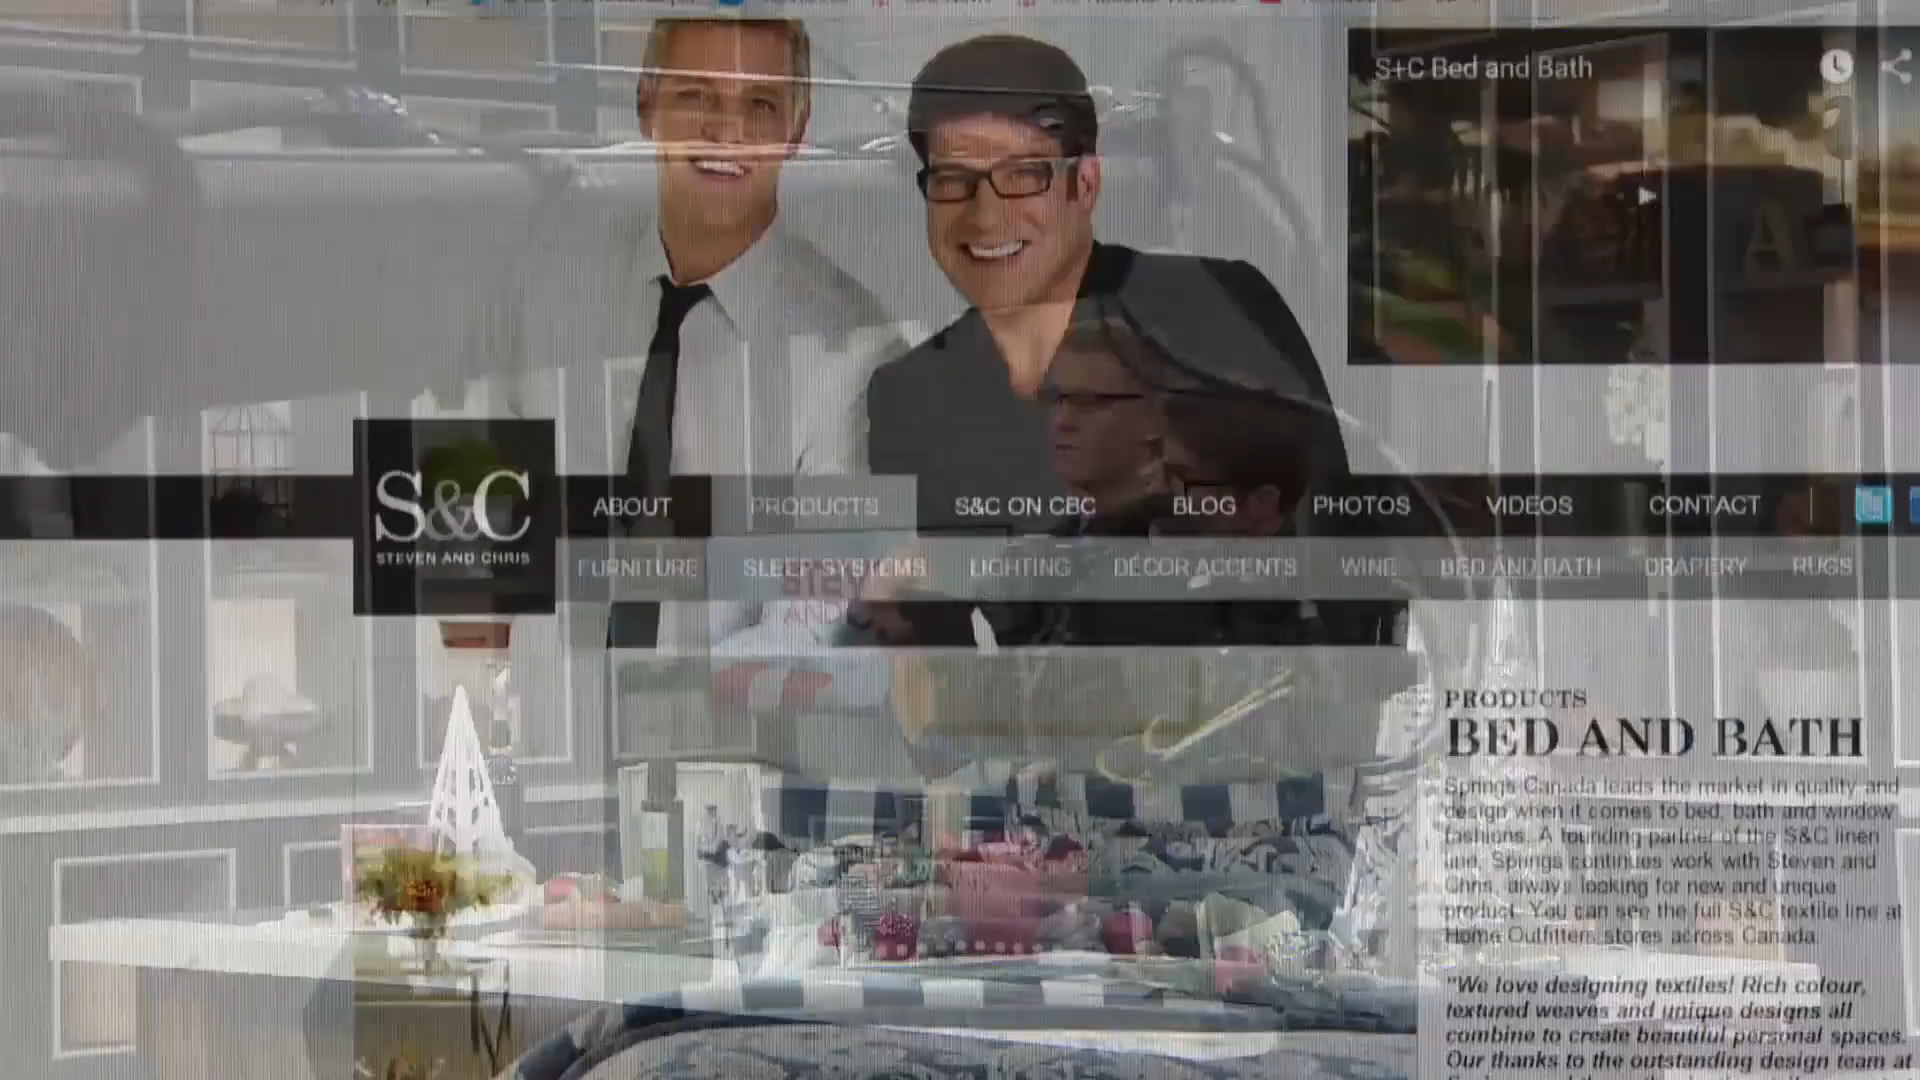 S+C Bed and Bath
S&C
STEVEN AND CHRIS
ABOUT PRODUCTS S&C ON CBC BLOG PHOTOS VIDEOS CONTACT
FURNITURE SLEEP SYSTEMS LIGHTING DÉCOR ACCENTS WINE BED AND BATH DRAPERY RUGS
PRODUCTS
BED AND BATH
Springs Canada leads the market in quality and
design when it comes to bed, bath and window
fashions. A founding partner of the S&C linen
line, Springs continues work with Steven and
Chris, always looking for new and unique
product. You can see the full S&C textile line at
Home Outfitters stores across Canada.
"We love designing textiles! Rich colour,
textured weaves and unique designs all
combine to create beautiful personal spaces.
Our thanks to the outstanding design team at